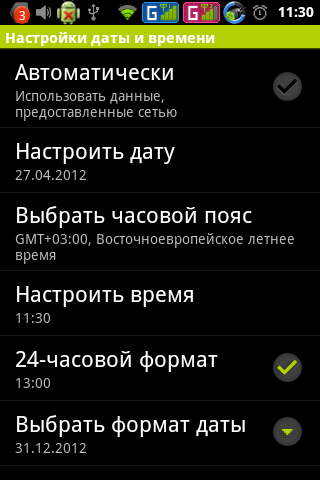 3 G G 11:30
Настройки даты и времени
Автоматически
Использовать данные,
предоставленные сетью
Настроить дату
27.04.2012
Выбрать часовой пояс
GMT+03:00, Восточноевропейское летнее
время
Настроить время
11:30
24-часовой формат
13:00
Выбрать формат даты
31.12.2012